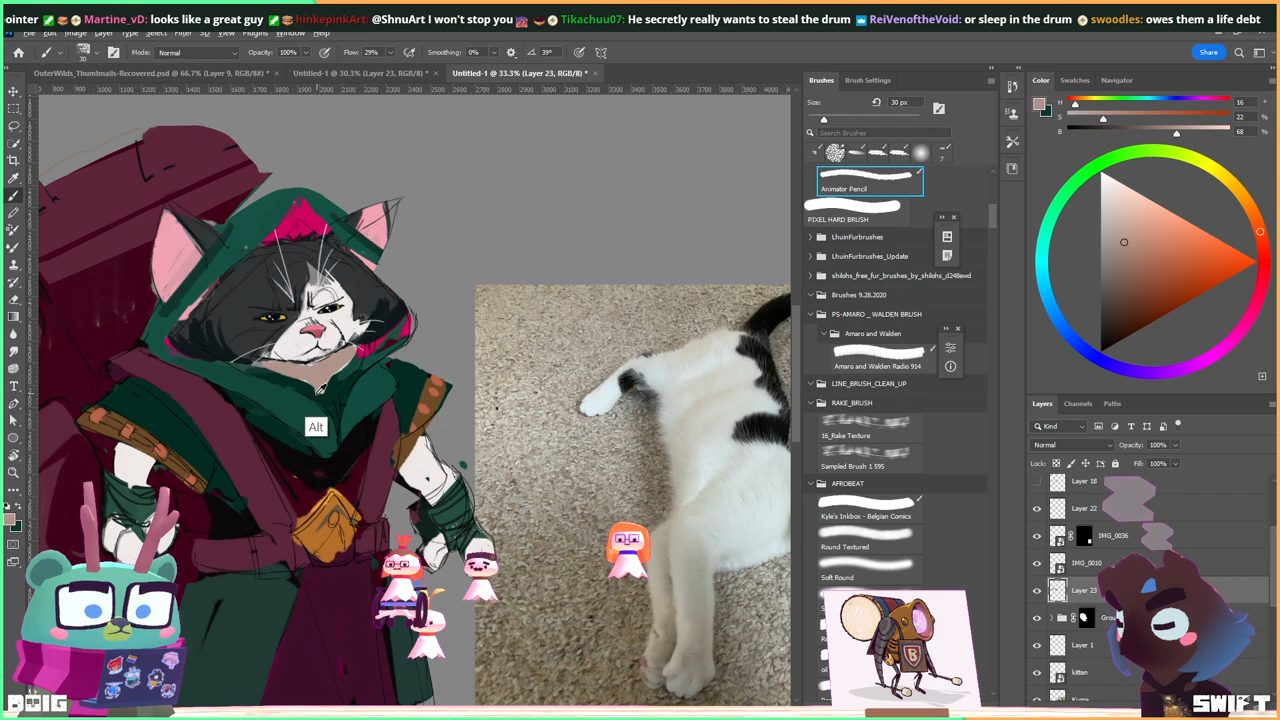 ointer Martine_vD: looks like a great guy hinkepinkArt: @ShnuArt I won't stop you Tikachuu07: He secretly really wants to steal the drum ReiVenoftheVoid: or sleep in the drum swoodles: owes them a life debt
File Edit Image Layer Type Select Filter 3D View Plugins Window Help
30 Mode: Normal Opacity: 100% Flow: 29% Smoothing: 0% 39° Share
OuterWilds_Thumbnails-Recovered.psd @ 66.7% (Layer 9, RGB/8#) * × Untitled-1 @ 30.3% (Layer 23, RGB/8) * × Untitled-1 @ 33.3% (Layer 23, RGB/8) * ×
Brushes Brush Settings
Size: 30 px
Search Brushes
7
Animator Pencil
PIXEL HARD BRUSH
LhuinFurbrushes
LhuinFurbrushes_Update
shilohs_free_fur_brushes_by_shilohs_d248ewd
Brushes 9.28.2020
PS-AMARO _ WALDEN BRUSH
Amaro and Walden
Amaro and Walden Radio 914
LINE_BRUSH_CLEAN_UP
RAKE_BRUSH
16_Rake Texture
Sampled Brush 1 595
AFROBEAT
Kyle's Inkbox - Belgian Comics
Round Textured
Soft Round
Color Swatches Navigator
H 16 °
S 22 %
B 68 %
Layers Channels Paths
Kind
Normal Opacity: 100%
Lock: Fill: 100%
Layer 18
Layer 22
IMG_0036
IMG_0010
Layer 23
Grou
Layer 1
kitten
Alt
B
SWIFT